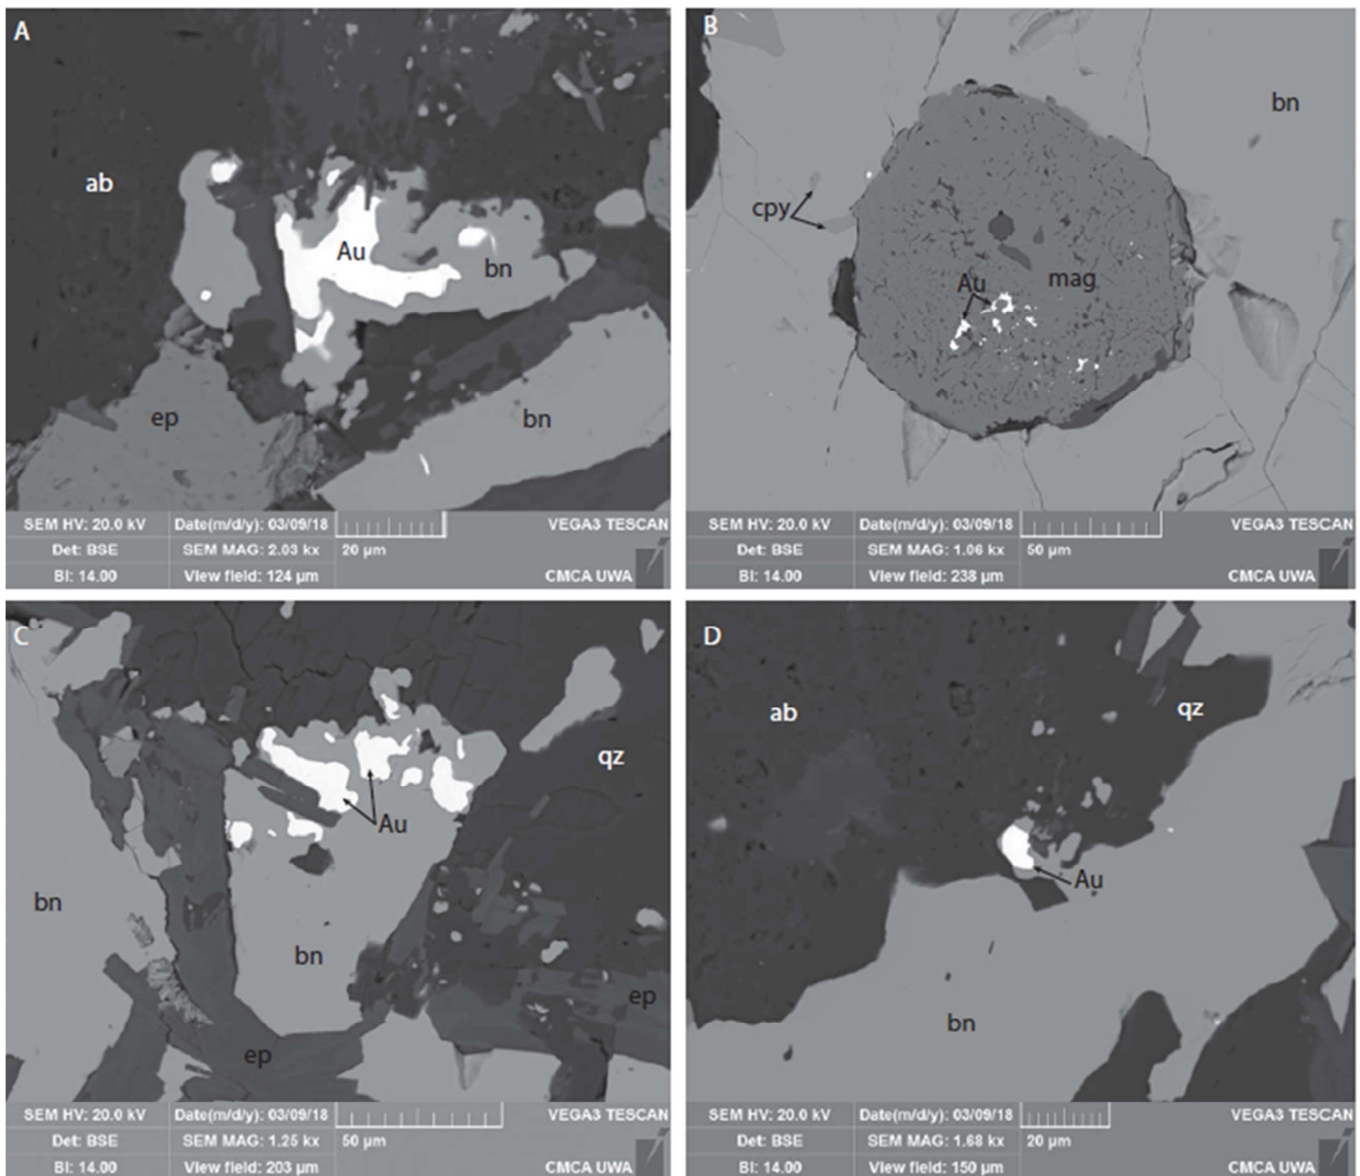 A
ab
Au
bn
ep
bn
SEM HV: 20.0 kV Date(m/d/y): 03/09/18 VEGA3 TESCAN
Det: BSE SEM MAG: 2.03 kx 20 µm
BI: 14.00 View field: 124 µm CMCA UWA
B
bn
cpy
Au
mag
SEM HV: 20.0 kV Date(m/d/y): 03/09/18 VEGA3 TESCAN
Det: BSE SEM MAG: 1.06 kx 50 µm
BI: 14.00 View field: 238 µm CMCA UWA
C
qz
Au
bn
bn
ep
ep
SEM HV: 20.0 kV Date(m/d/y): 03/09/18 VEGA3 TESCAN
Det: BSE SEM MAG: 1.25 kx 50 µm
BI: 14.00 View field: 203 µm CMCA UWA
D
ab
qz
Au
bn
SEM HV: 20.0 kV Date(m/d/y): 03/09/18 VEGA3 TESCAN
Det: BSE SEM MAG: 1.68 kx 20 µm
BI: 14.00 View field: 150 µm CMCA UWA